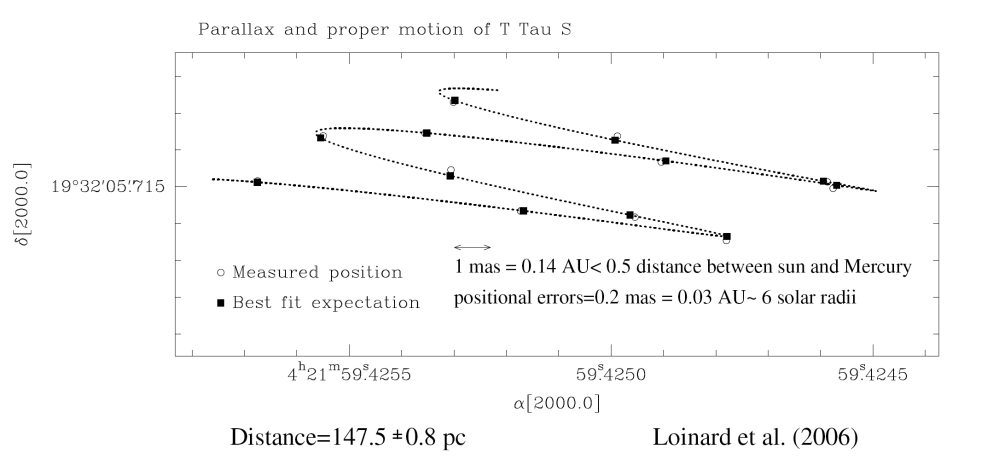 Parallax and proper motion of T Tau S
δ[2000.0]
19°32′05.″715
1 mas = 0.14 AU< 0.5 distance between sun and Mercury
○ Measured position
positional errors=0.2 mas = 0.03 AU~ 6 solar radii
■ Best fit expectation
4ʰ21ᵐ59ˢ.4255 59ˢ.4250 59ˢ.4245
α[2000.0]
Distance=147.5 ±0.8 pc Loinard et al. (2006)